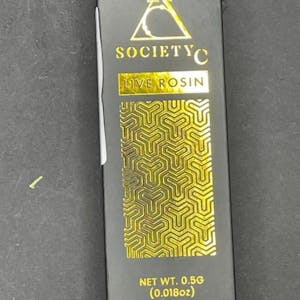 C
SOCIETY C
LIVE ROSIN
NET WT. 0.5G
(0.018oz)